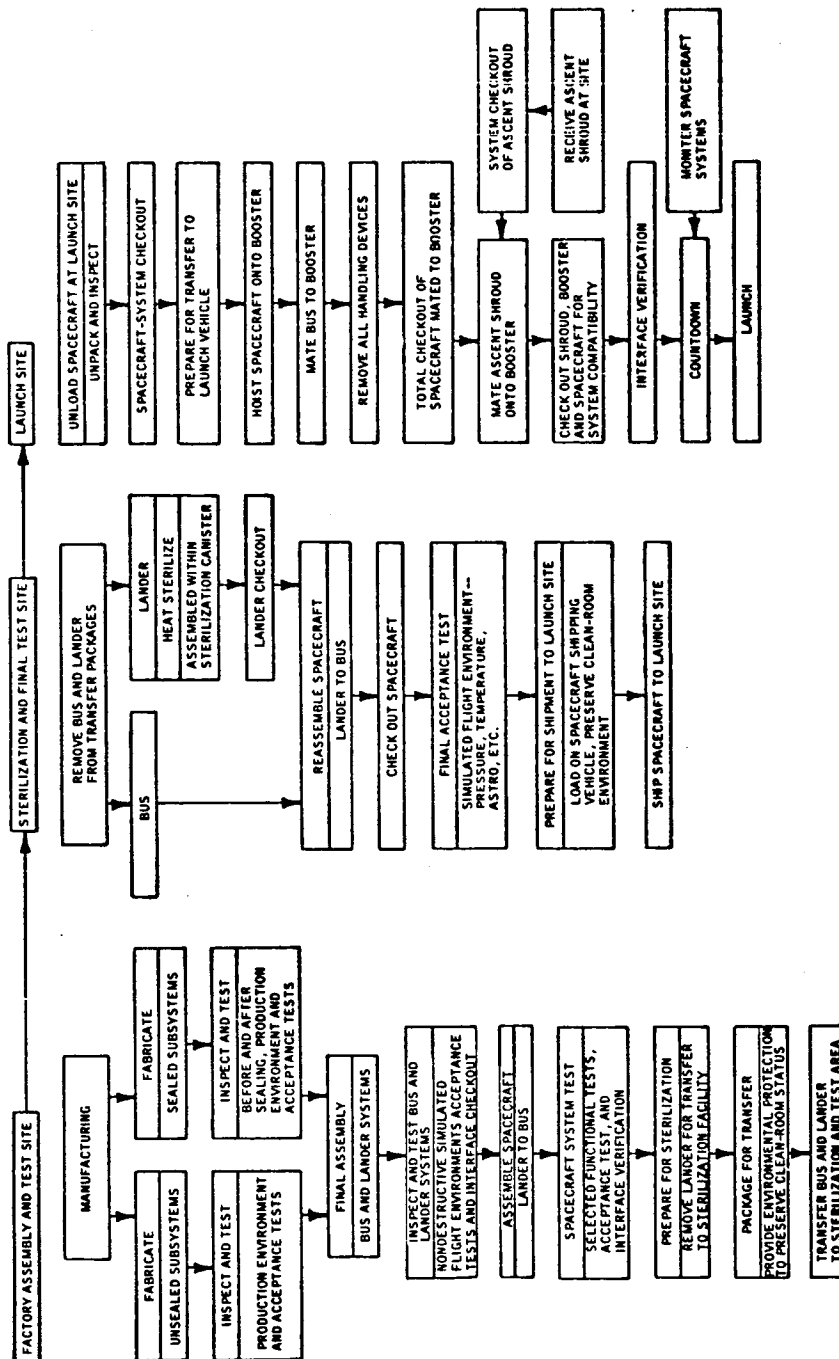 FACTORY ASSEMBLY AND TEST SITE
STERILIZATION AND FINAL TEST SITE
LAUNCH SITE
MANUFACTURING
FABRICATE
UNSEALED SUBSYSTEMS
FABRICATE
SEALED SUBSYSTEMS
INSPECT AND TEST
PRODUCTION ENVIRONMENT
AND ACCEPTANCE TESTS
INSPECT AND TEST
BEFORE AND AFTER
SEALING, PRODUCTION
ENVIRONMENT AND
ACCEPTANCE TESTS
FINAL ASSEMBLY
BUS AND LANDER SYSTEMS
INSPECT AND TEST BUS AND
LANDER SYSTEMS
NONDESTRUCTIVE SIMULATED
FLIGHT ENVIRONMENTS ACCEPTANCE
TESTS AND INTERFACE CHECKOUT
ASSEMBLE SPACECRAFT
LANDER TO BUS
SPACECRAFT SYSTEM TEST
SELECTED FUNCTIONAL TESTS,
ACCEPTANCE TEST, AND
INTERFACE VERIFICATION
PREPARE FOR STERILIZATION
REMOVE LANDER FOR TRANSFER
TO STERILIZATION FACILITY
PACKAGE FOR TRANSFER
PROVIDE ENVIRONMENTAL PROTECTION
TO PRESERVE CLEAN-ROOM STATUS
TRANSFER BUS AND LANDER
TO STERILIZATION AND TEST AREA
REMOVE BUS AND LANDER
FROM TRANSFER PACKAGES
BUS
LANDER
HEAT STERILIZE
ASSEMBLED WITHIN
STERILIZATION CANISTER
LANDER CHECKOUT
REASSEMBLE SPACECRAFT
LANDER TO BUS
CHECK OUT SPACECRAFT
FINAL ACCEPTANCE TEST
SIMULATED FLIGHT ENVIRONMENT--
PRESSURE, TEMPERATURE,
ASTRO, ETC.
PREPARE FOR SHIPMENT TO LAUNCH SITE
LOAD ON SPACECRAFT SHIPPING
VEHICLE, PRESERVE CLEAN-ROOM
ENVIRONMENT
SHIP SPACECRAFT TO LAUNCH SITE
UNLOAD SPACECRAFT AT LAUNCH SITE
UNPACK AND INSPECT
SPACECRAFT-SYSTEM CHECKOUT
PREPARE FOR TRANSFER TO
LAUNCH VEHICLE
HOIST SPACECRAFT ONTO BOOSTER
MATE BUS TO BOOSTER
REMOVE ALL HANDLING DEVICES
TOTAL CHECKOUT OF
SPACECRAFT MATED TO BOOSTER
MATE ASCENT SHROUD
ONTO BOOSTER
SYSTEM CHECKOUT
OF ASCENT SHROUD
RECEIVE ASCENT
SHROUD AT SITE
CHECK OUT SHROUD, BOOSTER
AND SPACECRAFT FOR
SYSTEM COMPATIBILITY
INTERFACE VERIFICATION
COUNTDOWN
MONITER SPACECRAFT
SYSTEMS
LAUNCH